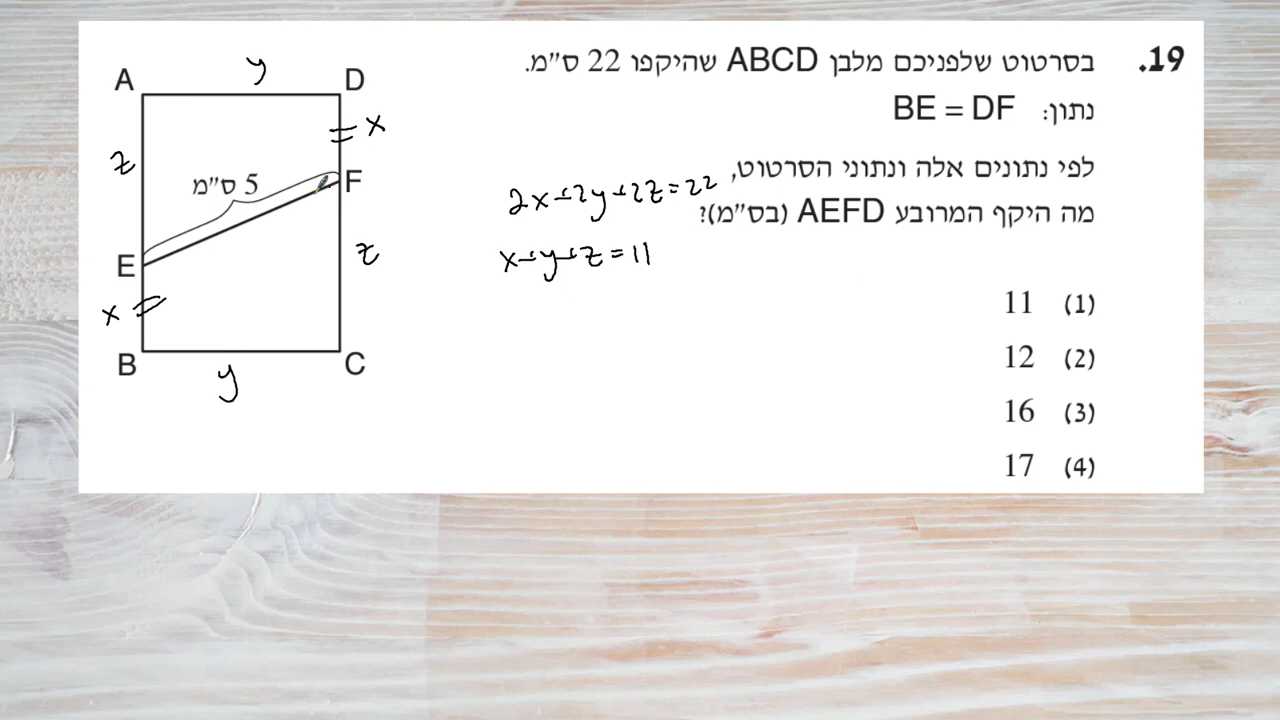 19. בסרטוט שלפניכם מלבן ABCD שהיקפו 22 ס"מ.
נתון: BE = DF
לפי נתונים אלה ונתוני הסרטוט,
מה היקף המרובע AEFD (בס"מ)?
(1) 11
(2) 12
(3) 16
(4) 17
2x+2y+2z=22
x+y+z=11
A y D
x
z
5 ס"מ F
E z
x
B C
y